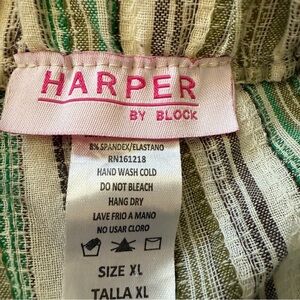 HARPER
BY BLOCK
8% SPANDEX/ELASTANO
RN161218
HAND WASH COLD
DO NOT BLEACH
HANG DRY
LAVE FRIO A MANO
NO USAR CLORO
SIZE XL
TALLA XL